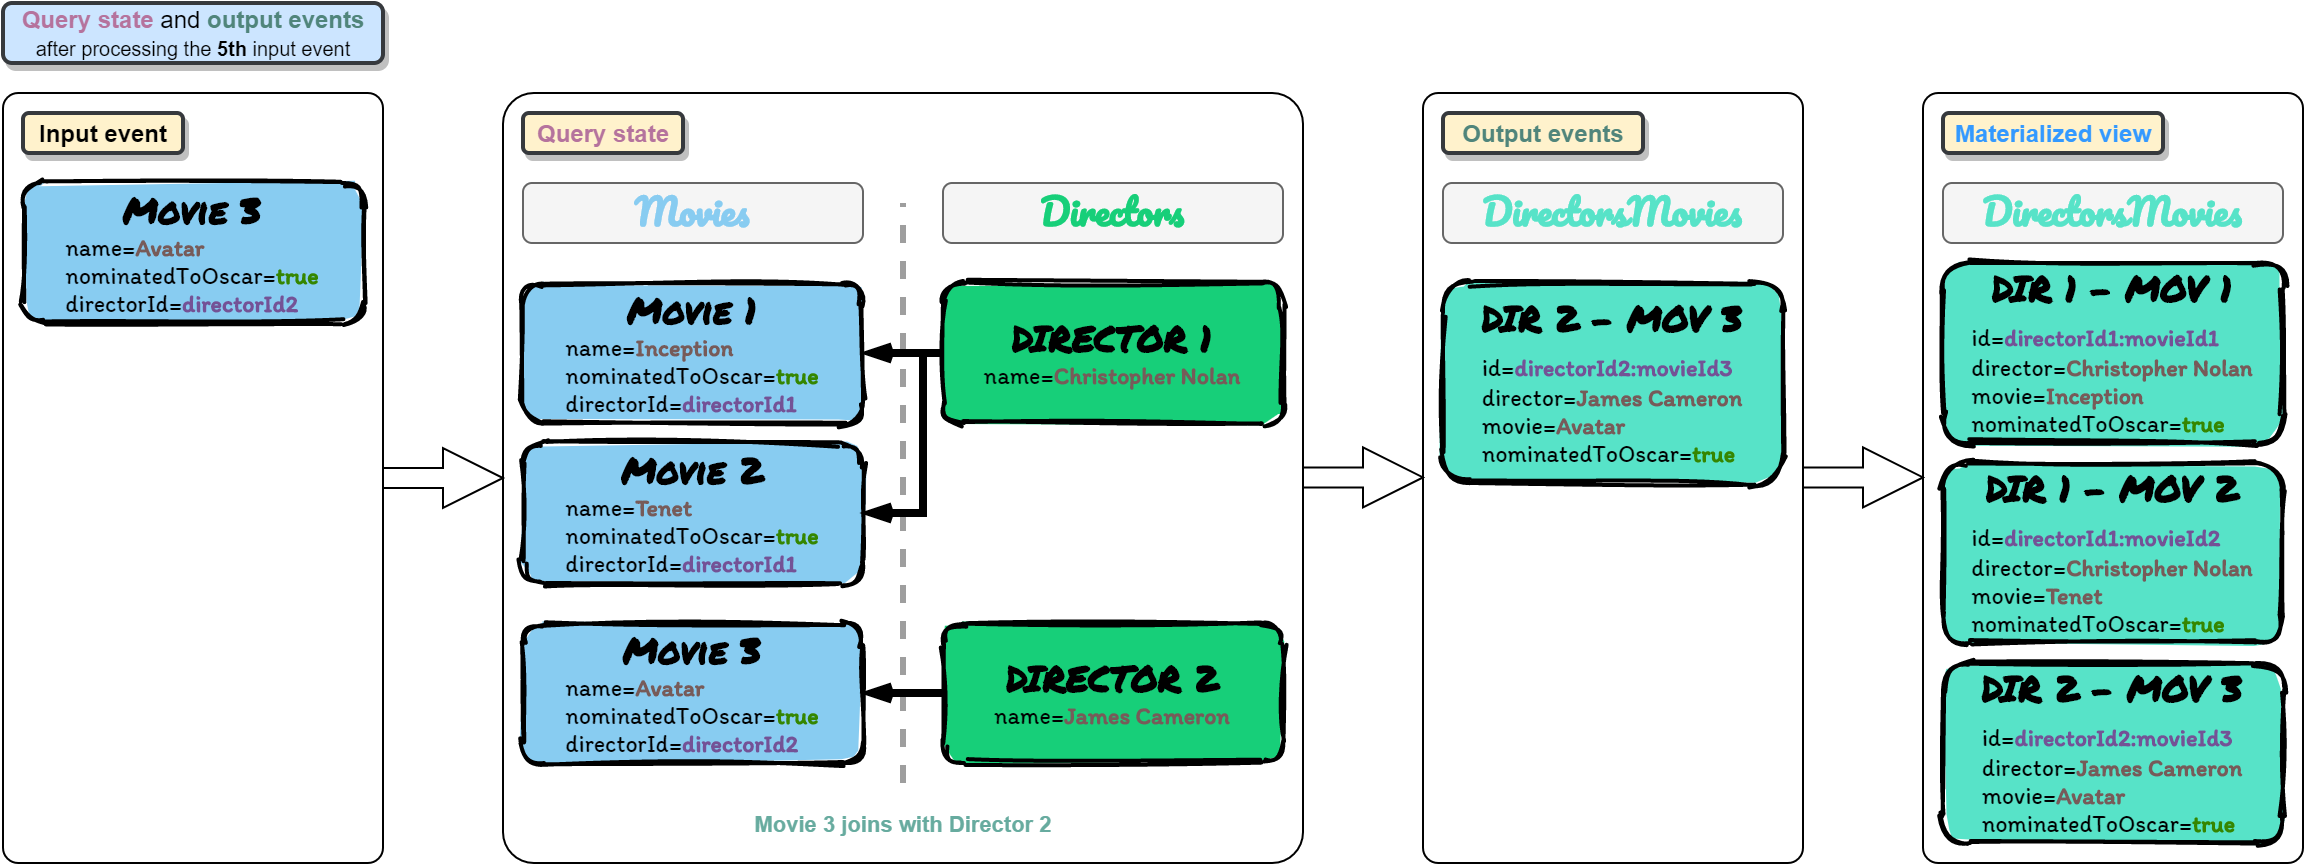 Query state and output events
after processing the 5th input event
Input event
MOVIE 3
name=Avatar
nominatedToOscar=true
directorId=directorId2
Query state
Movies
Directors
MOVIE 1
name=Inception
nominatedToOscar=true
directorId=directorId1
DIRECTOR 1
name=Christopher Nolan
MOVIE 2
name=Tenet
nominatedToOscar=true
directorId=directorId1
MOVIE 3
name=Avatar
nominatedToOscar=true
directorId=directorId2
DIRECTOR 2
name=James Cameron
Movie 3 joins with Director 2
Output events
DirectorsMovies
DIR 2 - MOV 3
id=directorId2:movieId3
director=James Cameron
movie=Avatar
nominatedToOscar=true
Materialized view
DirectorsMovies
DIR 1 - MOV 1
id=directorId1:movieId1
director=Christopher Nolan
movie=Inception
nominatedToOscar=true
DIR 1 - MOV 2
id=directorId1:movieId2
director=Christopher Nolan
movie=Tenet
nominatedToOscar=true
DIR 2 - MOV 3
id=directorId2:movieId3
director=James Cameron
movie=Avatar
nominatedToOscar=true